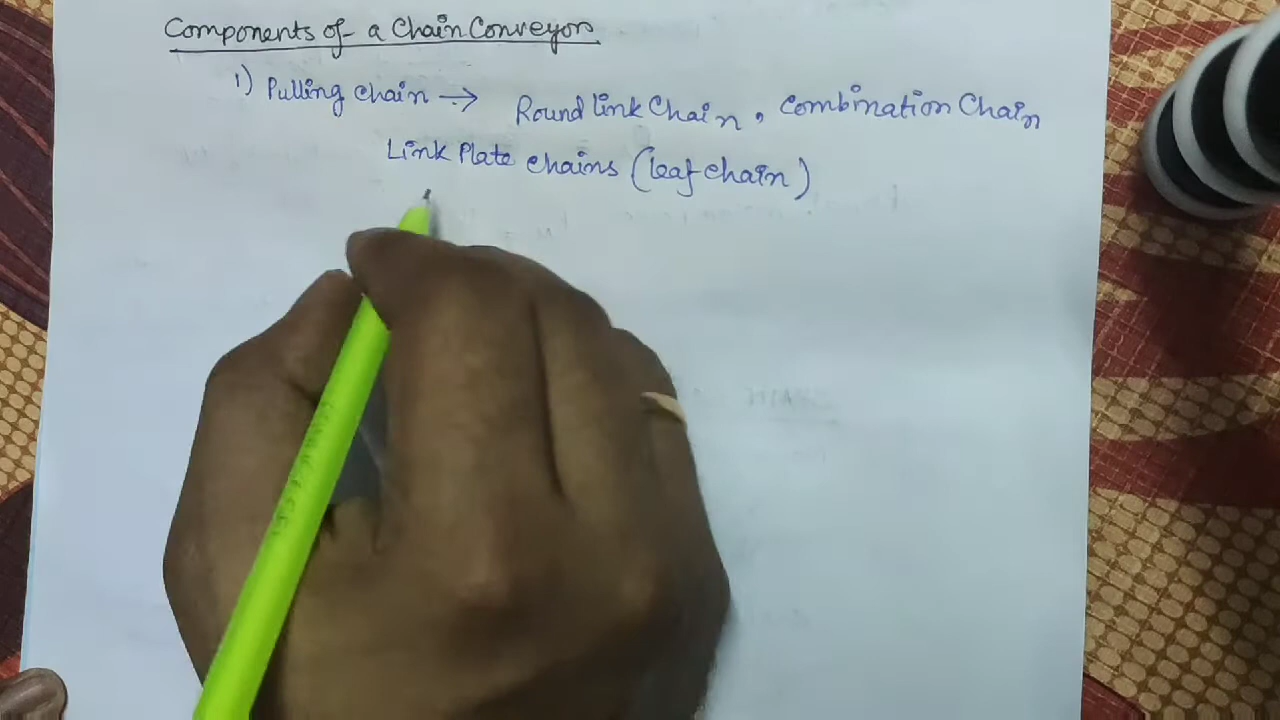 Components of a Chain Conveyor
1) Pulling chain → Round link Chain, Combination Chain
Link Plate chains (leaf chain)